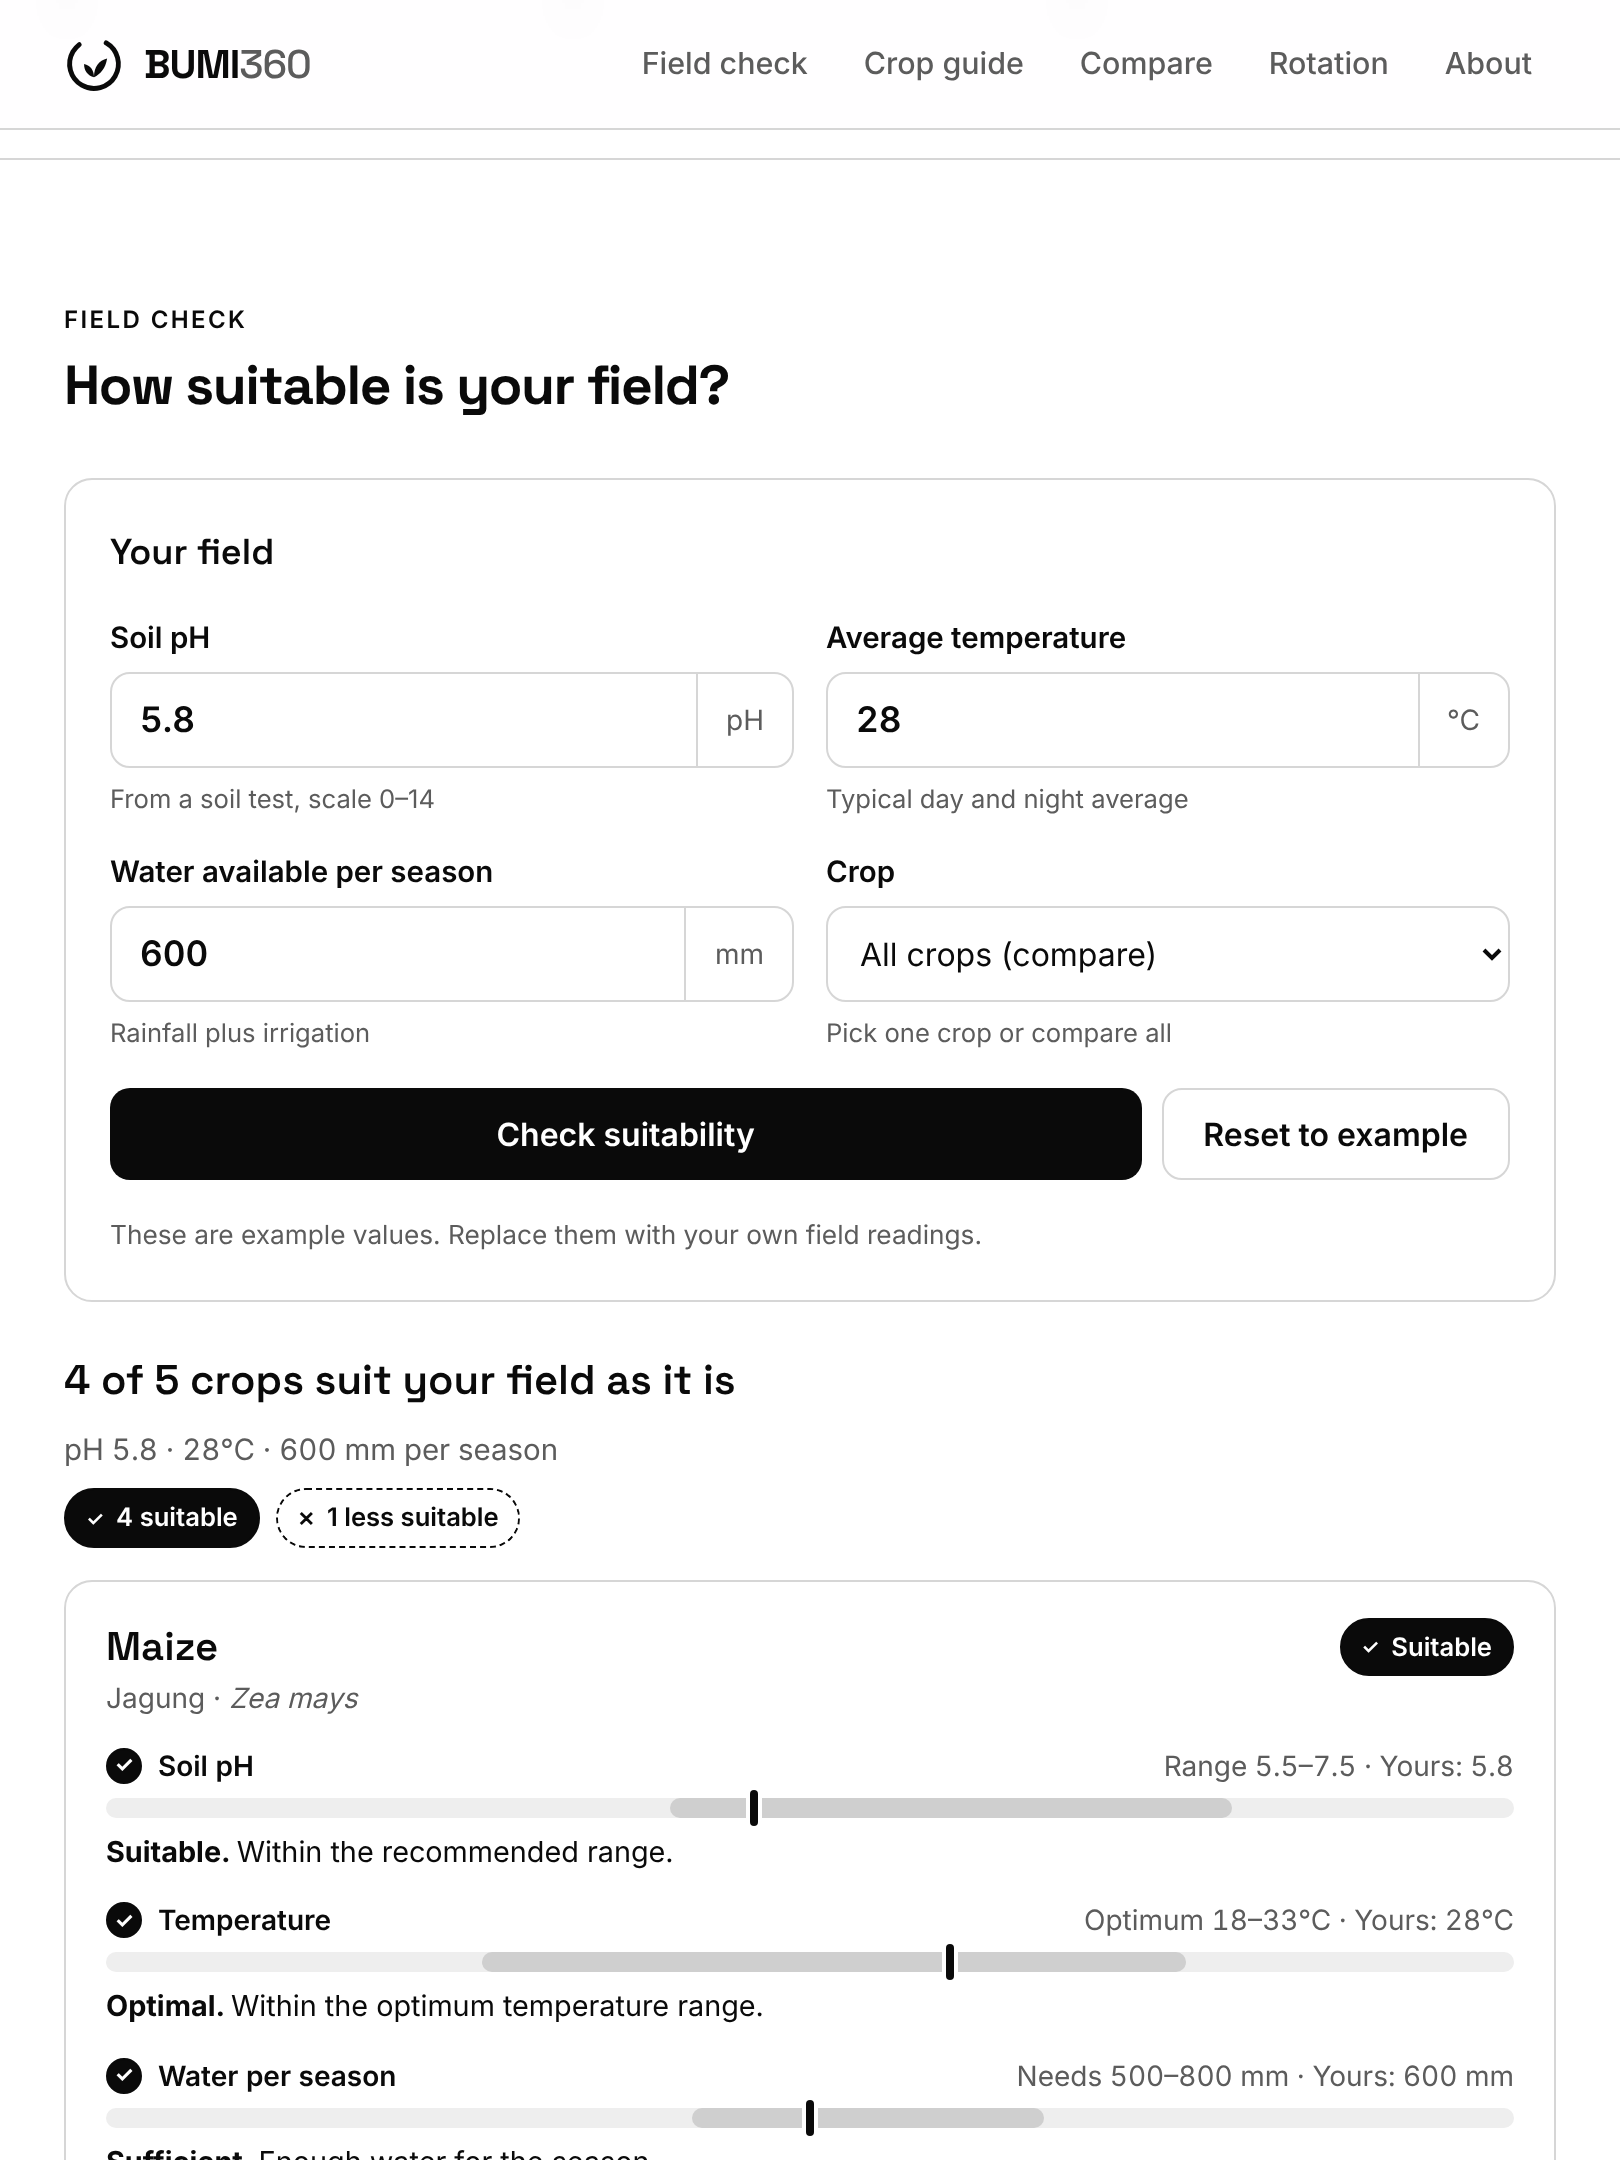 BUMI360
Field check
Crop guide
Compare
Rotation
About
FIELD CHECK
How suitable is your field?
Your field
Soil pH
Average temperature
5.8
pH
28
°C
From a soil test, scale 0–14
Typical day and night average
Water available per season
Crop
600
mm
All crops (compare)
Rainfall plus irrigation
Pick one crop or compare all
Check suitability
Reset to example
These are example values. Replace them with your own field readings.
4 of 5 crops suit your field as it is
pH 5.8 · 28°C · 600 mm per season
✓ 4 suitable
× 1 less suitable
Maize
✓ Suitable
Jagung · Zea mays
Soil pH
Range 5.5–7.5 · Yours: 5.8
Suitable. Within the recommended range.
Temperature
Optimum 18–33°C · Yours: 28°C
Optimal. Within the optimum temperature range.
Water per season
Needs 500–800 mm · Yours: 600 mm
Sufficient. Enough water for the season.